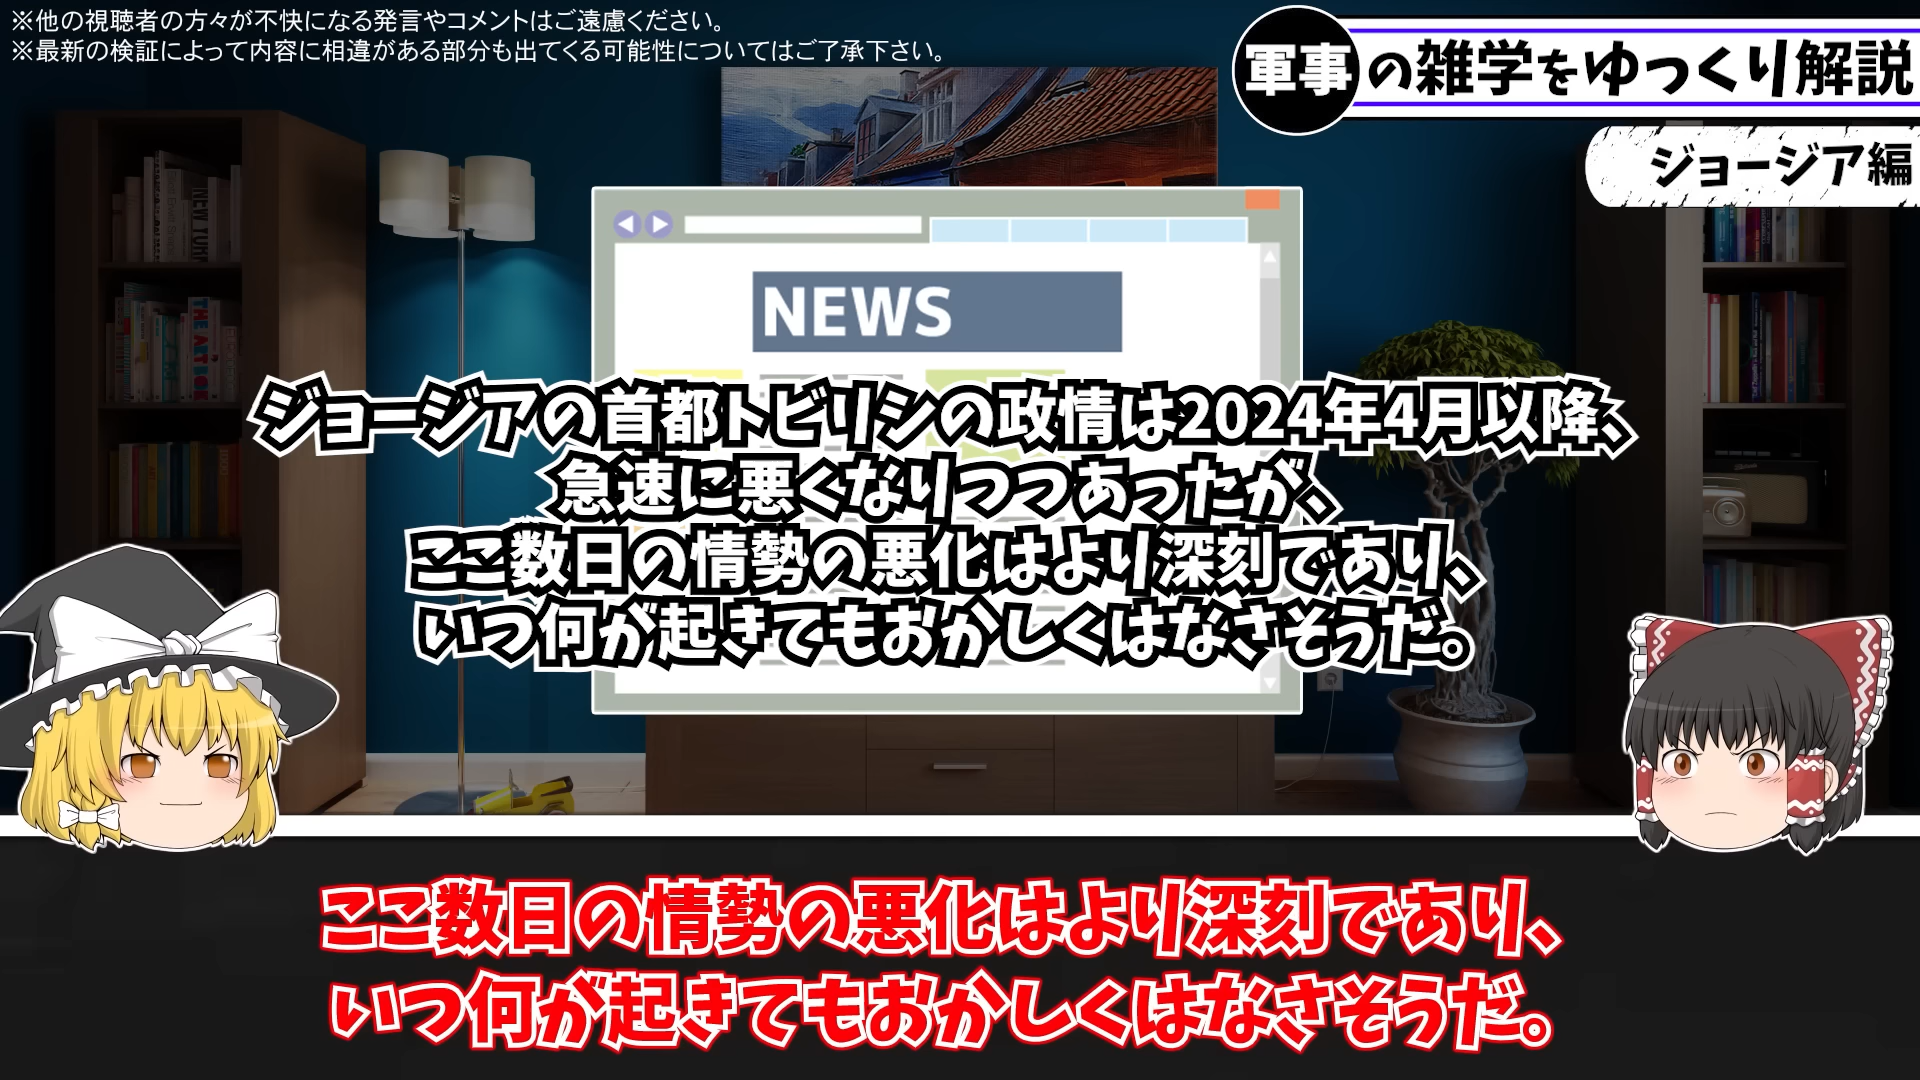 ※他の視聴者の方々が不快になる発言やコメントはご遠慮ください。
※最新の検証によって内容に相違がある部分も出てくる可能性についてはご了承下さい。
軍事の雑学をゆっくり解説
ジョージア編
NEWS
ジョージアの首都トビリシの政情は2024年4月以降、
急速に悪くなりつつあったが、
ここ数日の情勢の悪化はより深刻であり、
いつ何が起きてもおかしくはなさそうだ。
ここ数日の情勢の悪化はより深刻であり、
いつ何が起きてもおかしくはなさそうだ。